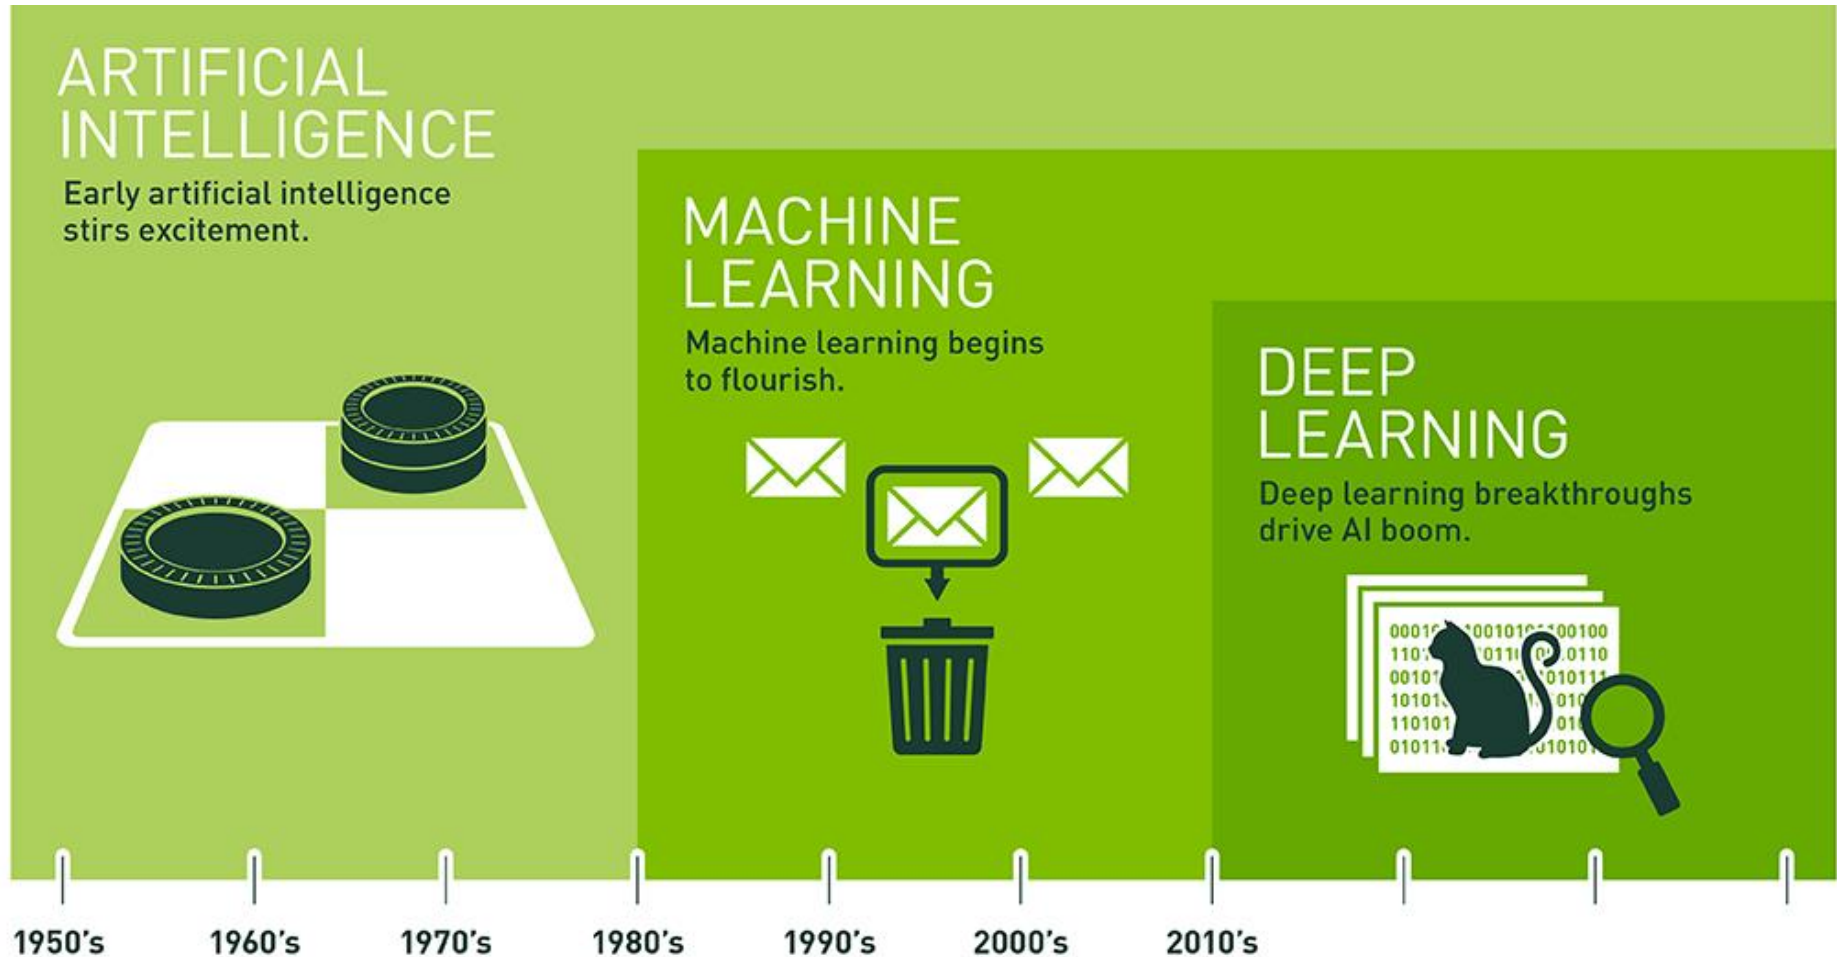 ARTIFICIAL
INTELLIGENCE
Early artificial intelligence
stirs excitement.
MACHINE
LEARNING
Machine learning begins
to flourish.
DEEP
LEARNING
Deep learning breakthroughs
drive AI boom.
1950's
1960's
1970's
1980's
1990's
2000's
2010's